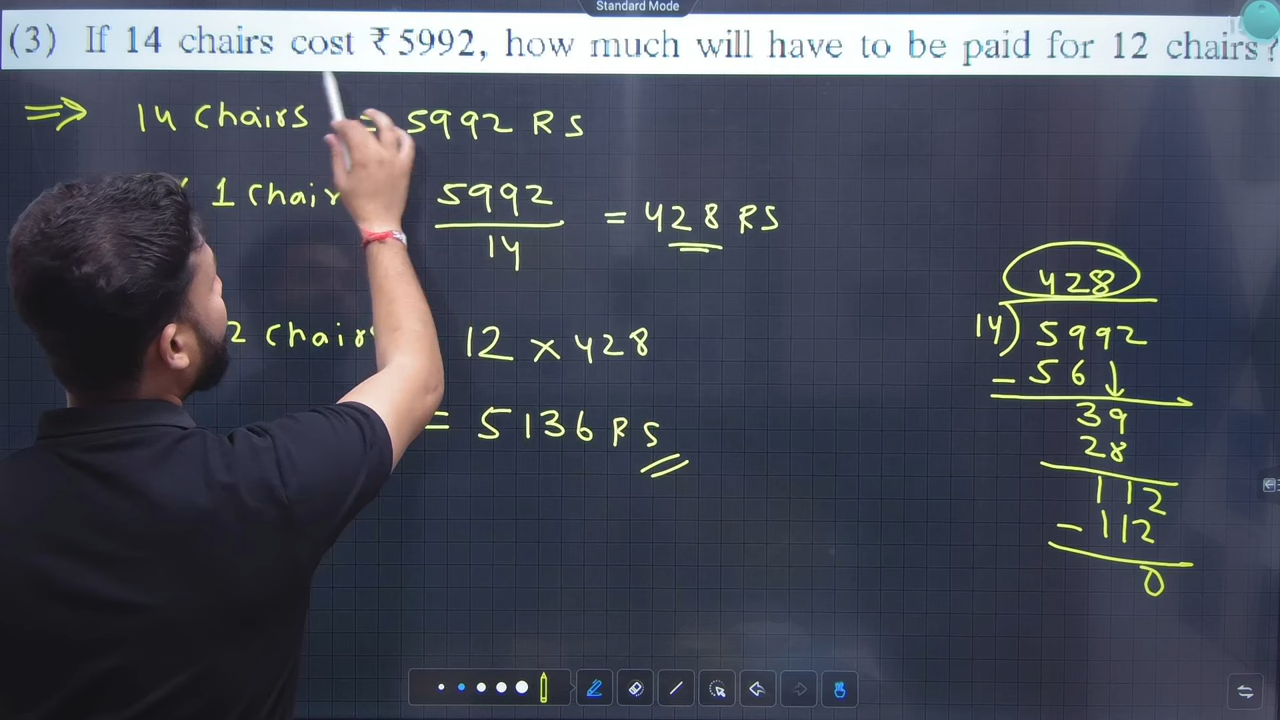 Standard Mode
(3) If 14 chairs cost ₹ 5992, how much will have to be paid for 12 chairs?
⇒ 14 chairs = 5992 RS
1 chair 5992 / 14 = 428 RS
2 chairs 12 × 428
= 5136 RS
428
14) 5992
- 56 ↓
39
28
112
- 112
0